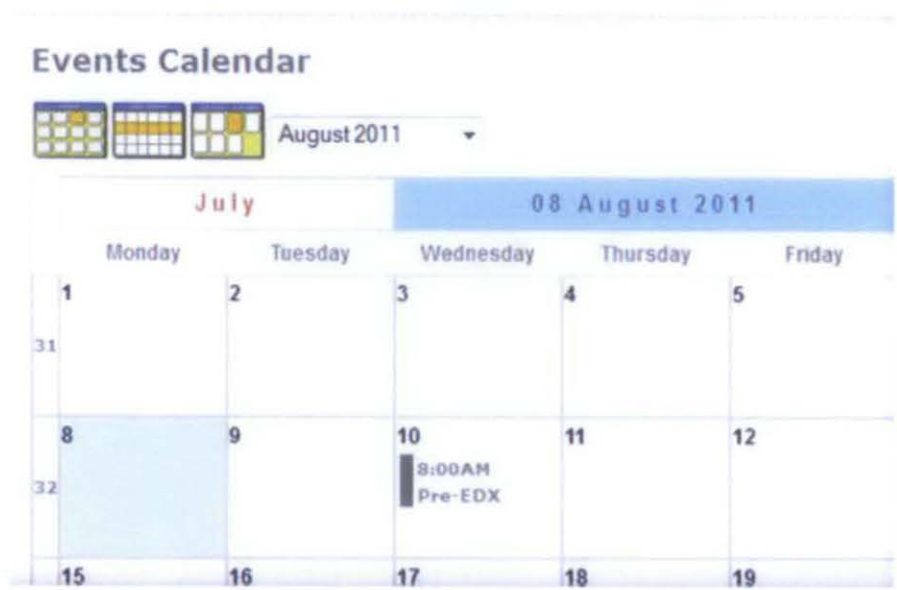 Events Calendar
August 2011
July 08 August 2011
Monday Tuesday Wednesday Thursday Friday
1 2 3 4 5
31
8 9 10 11 12
8:00AM
32
Pre-EDX
15 16 17 18 19